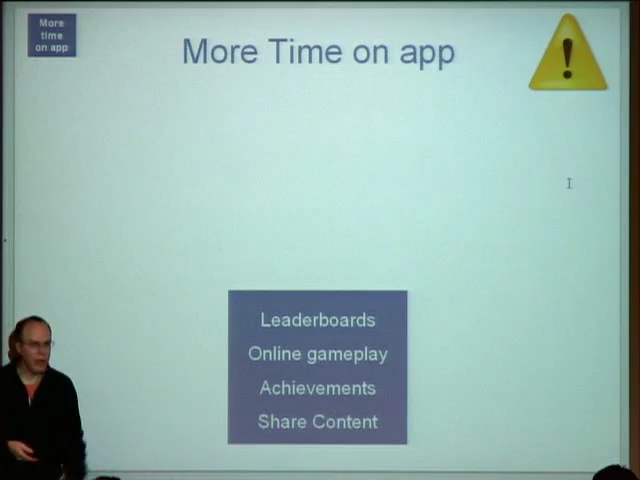 More
time
on app
More Time on app
Leaderboards
Online gameplay
Achievements
Share Content